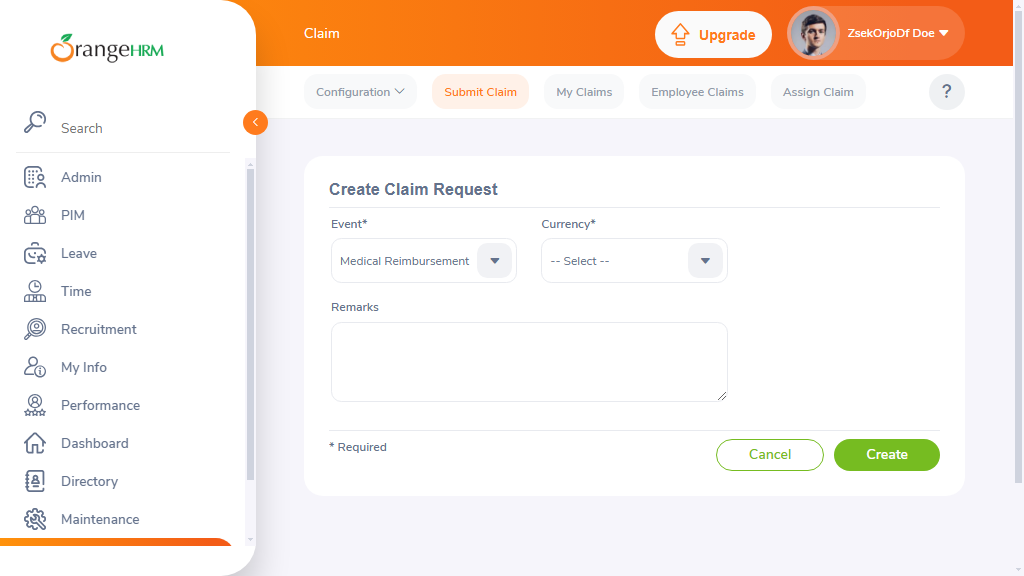 OrangeHRM
Search
Admin
PIM
Leave
Time
Recruitment
My Info
Performance
Dashboard
Directory
Maintenance
Claim
Upgrade
ZsekOrjoDf Doe
Configuration
Submit Claim
My Claims
Employee Claims
Assign Claim
?
Create Claim Request
Event*
Currency*
Medical Reimbursement
-- Select --
Remarks
* Required
Cancel
Create